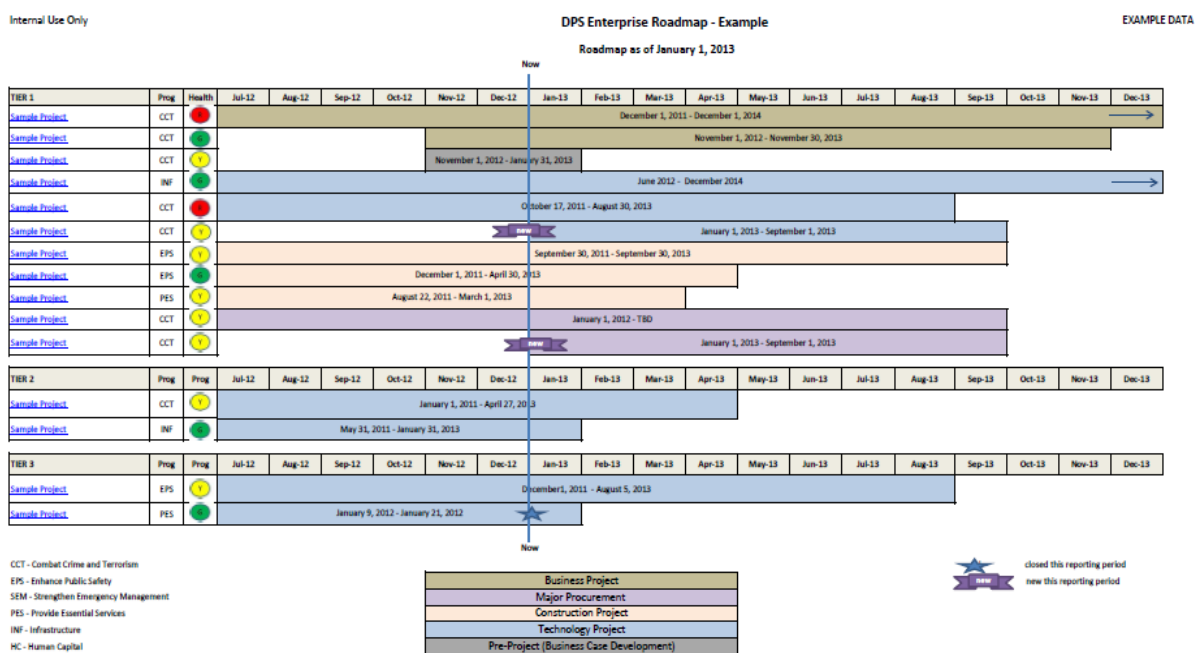 Internal Use Only
DPS Enterprise Roadmap - Example
EXAMPLE DATA
Roadmap as of January 1, 2013
Now
TIER 1 Prog Health Jul-12 Aug-12 Sep-12 Oct-12 Nov-12 Dec-12 Jan-13 Feb-13 Mar-13 Apr-13 May-13 Jun-13 Jul-13 Aug-13 Sep-13 Oct-13 Nov-13 Dec-13
Sample Project CCT December 1, 2011 - December 1, 2014
Sample Project CCT G November 1, 2012 - November 30, 2013
Sample Project CCT Y November 1, 2012 - January 31, 2013
Sample Project INF G June 2012 - December 2014
Sample Project CCT October 17, 2011 - August 30, 2013
Sample Project CCT Y new January 1, 2013 - September 1, 2013
Sample Project EPS Y September 30, 2011 - September 30, 2013
Sample Project EPS G December 1, 2011 - April 30, 2013
Sample Project PES Y August 22, 2011 - March 1, 2013
Sample Project CCT Y January 1, 2012 - TBD
Sample Project CCT Y new January 1, 2013 - September 1, 2013
TIER 2 Prog Prog Jul-12 Aug-12 Sep-12 Oct-12 Nov-12 Dec-12 Jan-13 Feb-13 Mar-13 Apr-13 May-13 Jun-13 Jul-13 Aug-13 Sep-13 Oct-13 Nov-13 Dec-13
Sample Project CCT Y January 1, 2011 - April 27, 2013
Sample Project INF G May 31, 2011 - January 31, 2013
TIER 3 Prog Prog Jul-12 Aug-12 Sep-12 Oct-12 Nov-12 Dec-12 Jan-13 Feb-13 Mar-13 Apr-13 May-13 Jun-13 Jul-13 Aug-13 Sep-13 Oct-13 Nov-13 Dec-13
Sample Project EPS Y December1, 2011 - August 5, 2013
Sample Project PES G January 9, 2012 - January 21, 2012
Now
CCT - Combat Crime and Terrorism
EPS - Enhance Public Safety
SEM - Strengthen Emergency Management
PES - Provide Essential Services
INF - Infrastructure
HC - Human Capital
Business Project
Major Procurement
Construction Project
Technology Project
Pre-Project (Business Case Development)
closed this reporting period
new new this reporting period